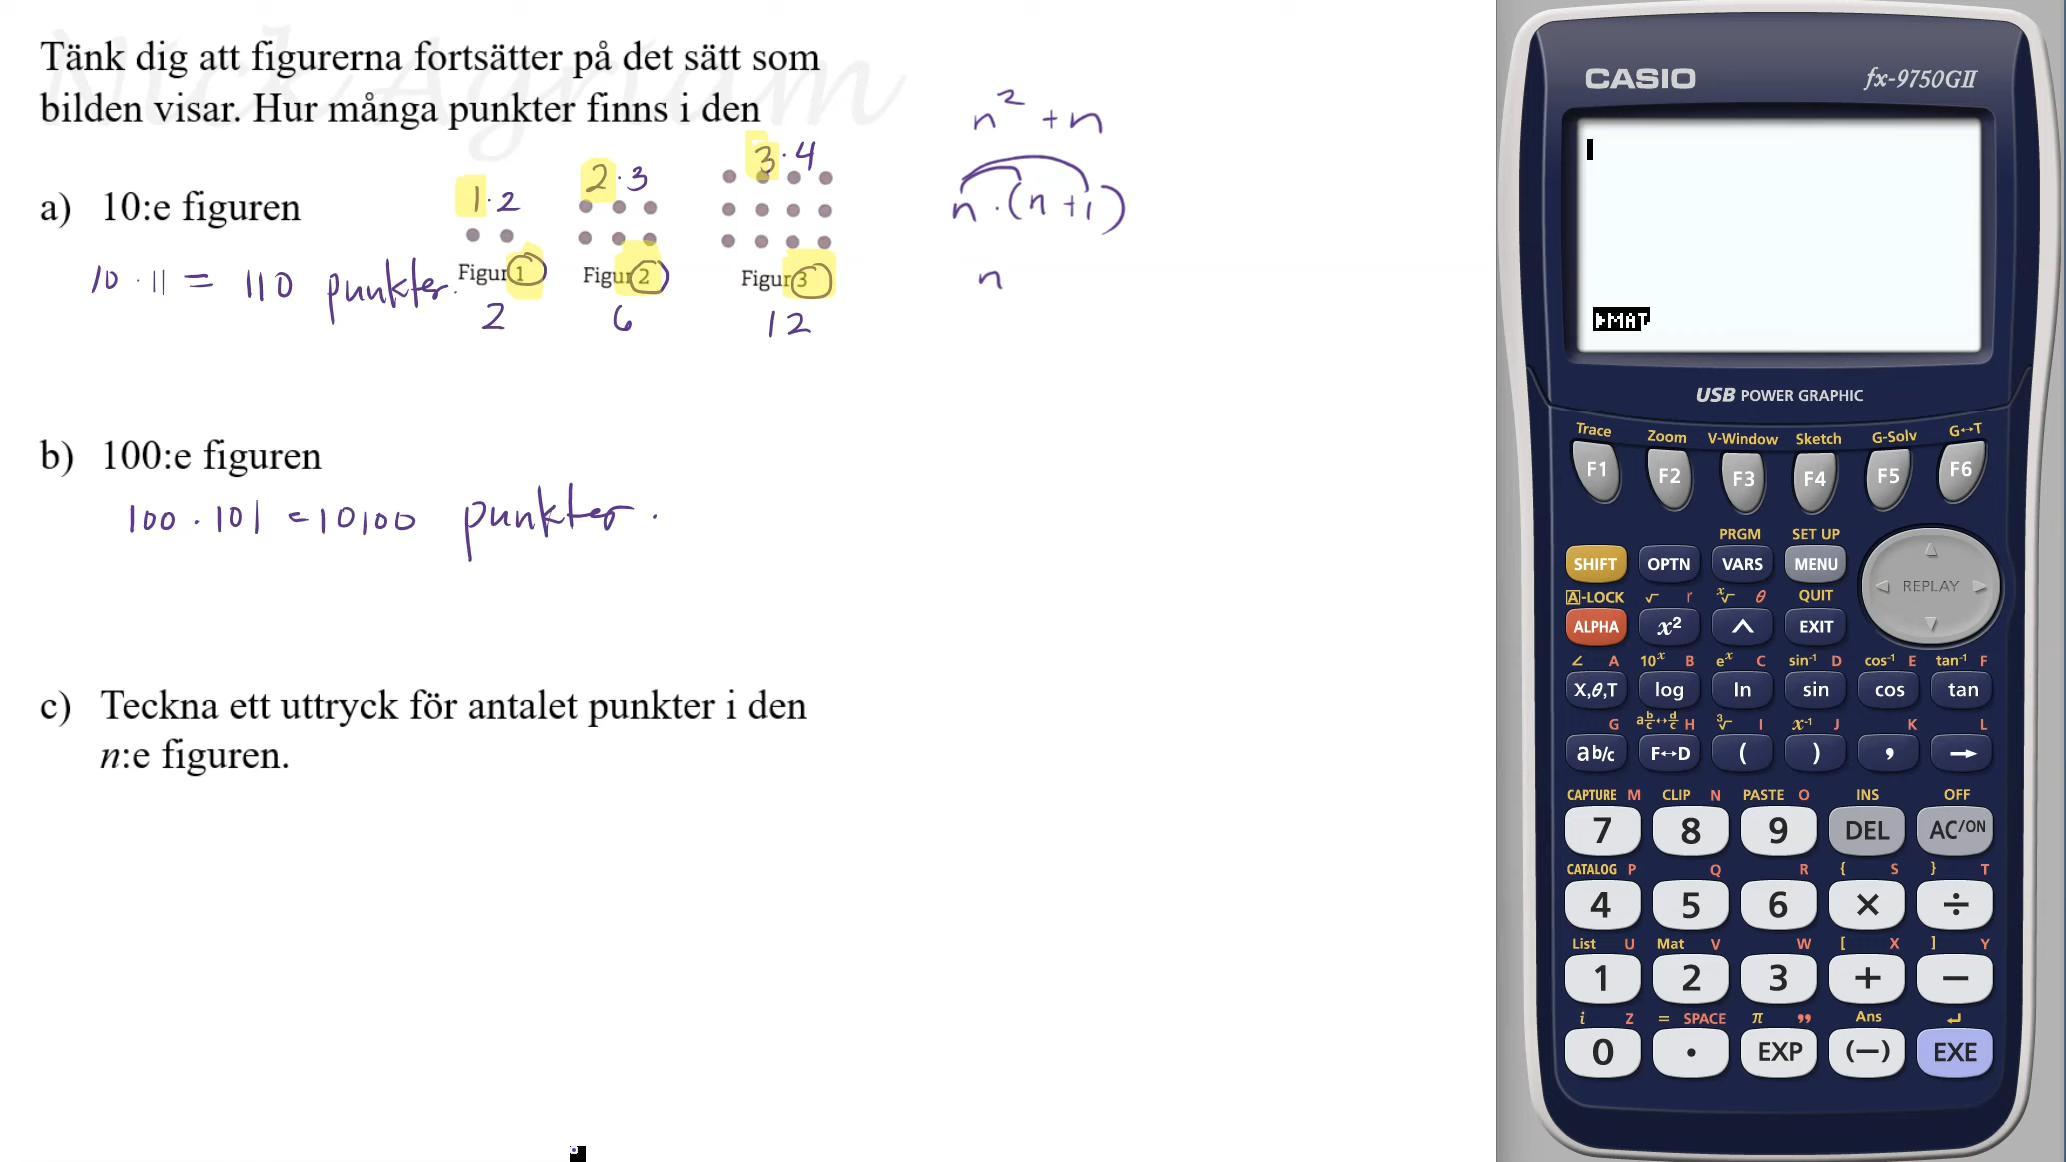 Nick Agriam
Tänk dig att figurerna fortsätter på det sätt som
bilden visar. Hur många punkter finns i den
a) 10:e figuren
10 · 11 = 110 punkter.
1 · 2
2 · 3
3 · 4
Figur 1
Figur 2
Figur 3
2
6
12
n² + n
n · (n + 1)
n
b) 100:e figuren
100 · 101 = 10100 punkter.
c) Teckna ett uttryck för antalet punkter i den
n:e figuren.
CASIO fx-9750GII
▶MAT
USB POWER GRAPHIC
Trace Zoom V-Window Sketch G-Solv G↔T
F1 F2 F3 F4 F5 F6
PRGM SET UP
SHIFT OPTN VARS MENU
REPLAY
A-LOCK √ r ˣ√ θ QUIT
ALPHA x² ^ EXIT
∠ A 10ˣ B eˣ C sin⁻¹ D cos⁻¹ E tan⁻¹ F
X,θ,T log ln sin cos tan
G a b/c↔d/c H ³√ I x⁻¹ J K L
a b/c F↔D ( ) , →
CAPTURE M CLIP N PASTE O INS OFF
7 8 9 DEL AC/ON
CATALOG P Q R { S } T
4 5 6 × ÷
List U Mat V W [ X ] Y
1 2 3 + −
i Z = SPACE π ” Ans ↵
0 . EXP (−) EXE